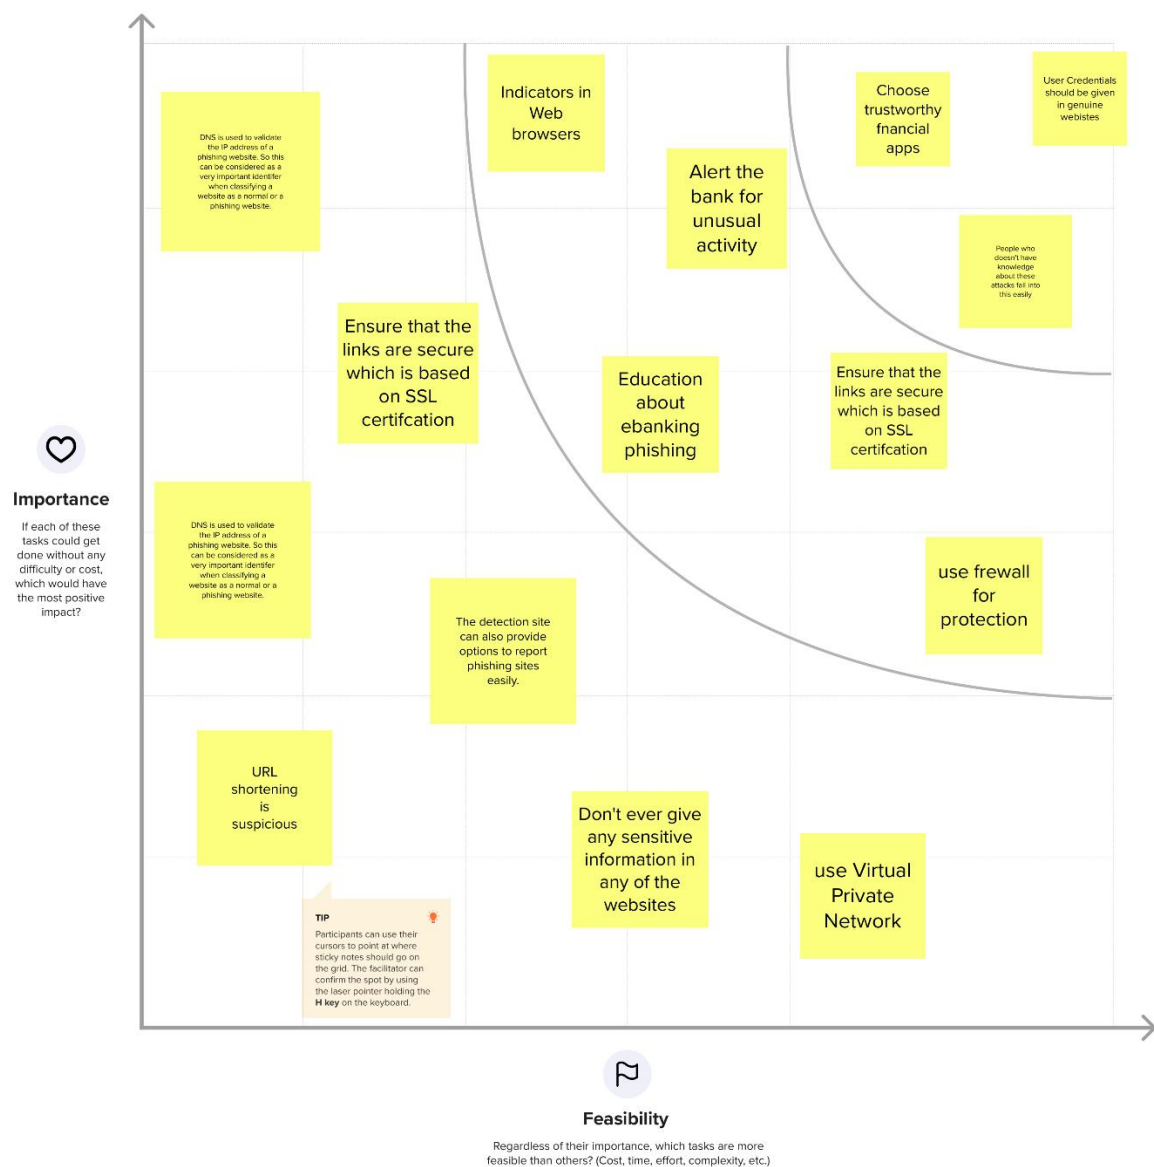 DNS is used to validate
the IP address of a
phishing website. So this
can be considered as a
very important identifer
when classifying a
website as a normal or a
phishing website.
Indicators in
Web
browsers
Alert the
bank for
unusual
activity
Choose
trustworthy
fnancial
apps
User Credentials
should be given
in genuine
webistes
People who
doesn't have
knowledge
about these
attacks fall into
this easily
Ensure that the
links are secure
which is based
on SSL
certifcation
Education
about
ebanking
phishing
Ensure that the
links are secure
which is based
on SSL
certifcation
Importance
If each of these
tasks could get
done without any
difficulty or cost,
which would have
the most positive
impact?
DNS is used to validate
the IP address of a
phishing website. So this
can be considered as a
very important identifer
when classifying a
website as a normal or a
phishing website.
The detection site
can also provide
options to report
phishing sites
easily.
use frewall
for
protection
URL
shortening
is
suspicious
Don't ever give
any sensitive
information in
any of the
websites
use Virtual
Private
Network
TIP
Participants can use their
cursors to point at where
sticky notes should go on
the grid. The facilitator can
confirm the spot by using
the laser pointer holding the
H key on the keyboard.
Feasibility
Regardless of their importance, which tasks are more
feasible than others? (Cost, time, effort, complexity, etc.)